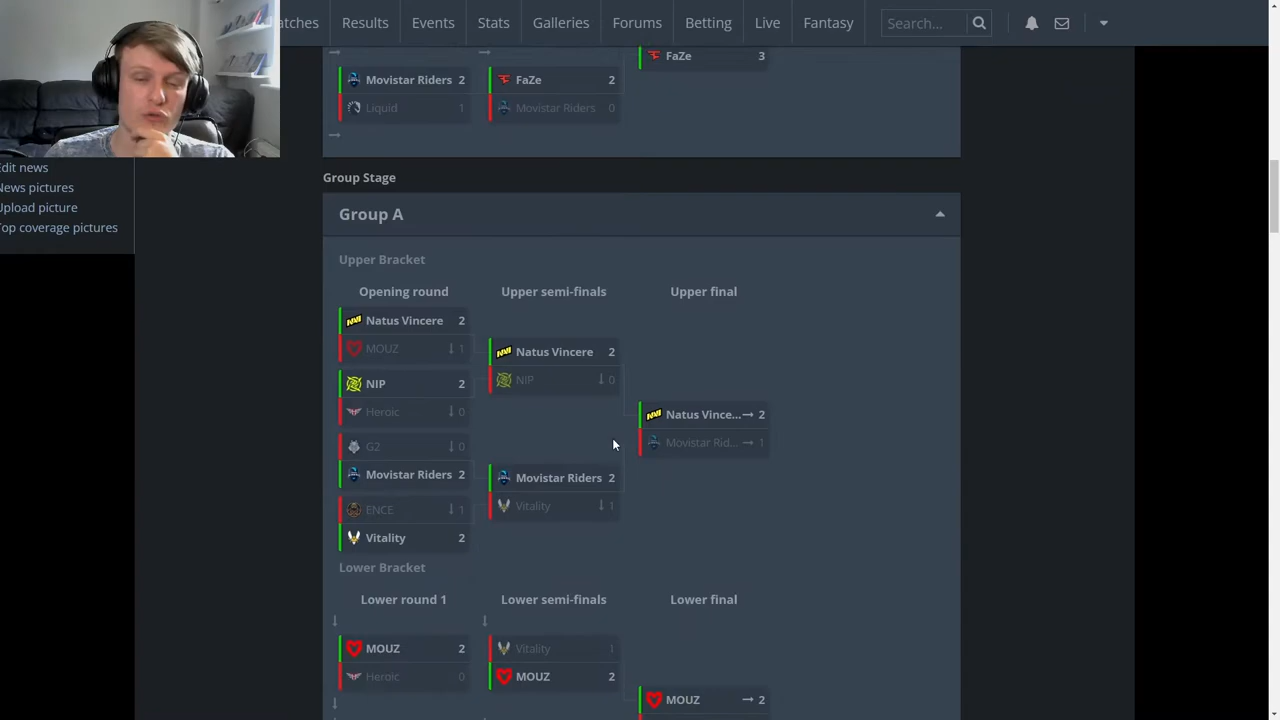 atches Results Events Stats Galleries Forums Betting Live Fantasy Search...
FaZe 3
Movistar Riders 2 FaZe 2
Liquid 1 Movistar Riders 0
Edit news
News pictures
Upload picture
Top coverage pictures
Group Stage
Group A
Upper Bracket
Opening round Upper semi-finals Upper final
Natus Vincere 2
MOUZ 1
Natus Vincere 2
NIP 0
NIP 2
Heroic 0
Natus Vince... 2
Movistar Rid... 1
G2 0
Movistar Riders 2
Movistar Riders 2
Vitality 1
ENCE 1
Vitality 2
Lower Bracket
Lower round 1 Lower semi-finals Lower final
MOUZ 2 Vitality 1
Heroic 0 MOUZ 2
MOUZ 2